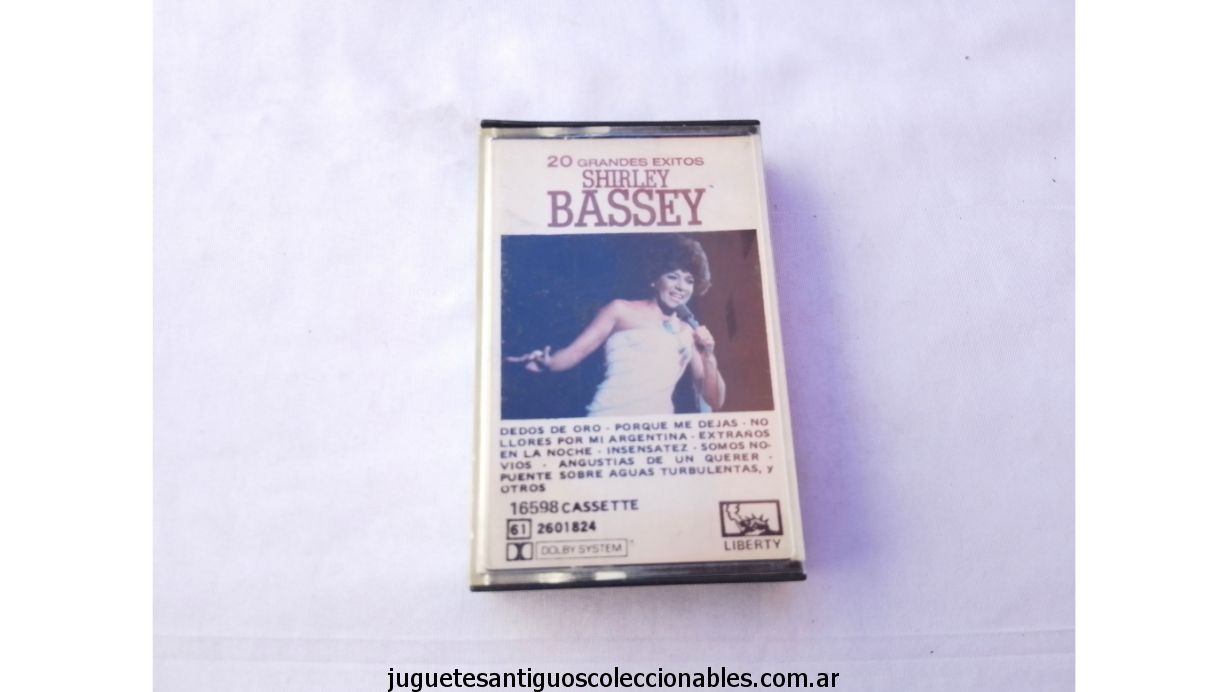 20 GRANDES EXITOS
SHIRLEY
BASSEY
DEDOS DE ORO - PORQUE ME DEJAS - NO
LLORES POR MI ARGENTINA - EXTRAÑOS
EN LA NOCHE - INSENSATEZ - SOMOS NO-
VIOS - ANGUSTIAS DE UN QUERER -
PUENTE SOBRE AGUAS TURBULENTAS, y
OTROS
16598 CASSETTE
61 2601824
DOLBY SYSTEM
LIBERTY
juguetesantiguoscoleccionables.com.ar